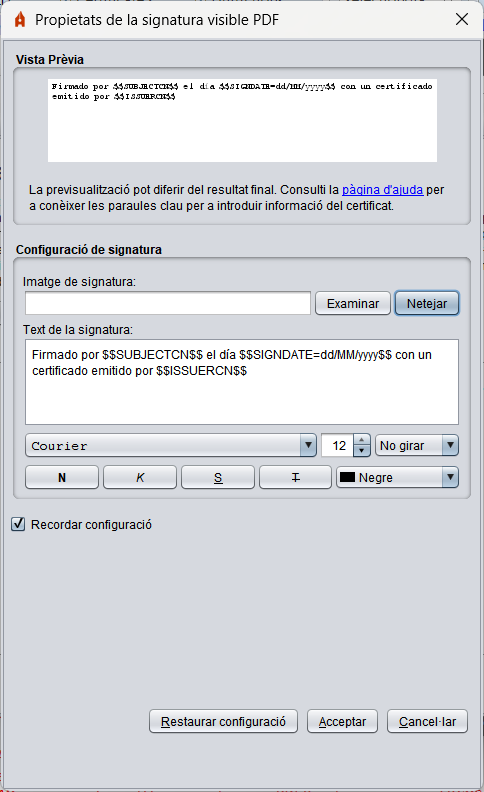 Propietats de la signatura visible PDF
Vista Prèvia
Firmado por $$SUBJECTCN$$ el día $$SIGNDATE=dd/MM/yyyy$$ con un certificado
emitido por $$ISSUERCN$$
La previsualització pot diferir del resultat final. Consulti la pàgina d'ajuda per
a conèixer les paraules clau per a introduir informació del certificat.
Configuració de signatura
Imatge de signatura:
Examinar Netejar
Text de la signatura:
Firmado por $$SUBJECTCN$$ el día $$SIGNDATE=dd/MM/yyyy$$ con un
certificado emitido por $$ISSUERCN$$
Courier 12 No girar
N K S T Negre
Recordar configuració
Restaurar configuració Acceptar Cancel·lar